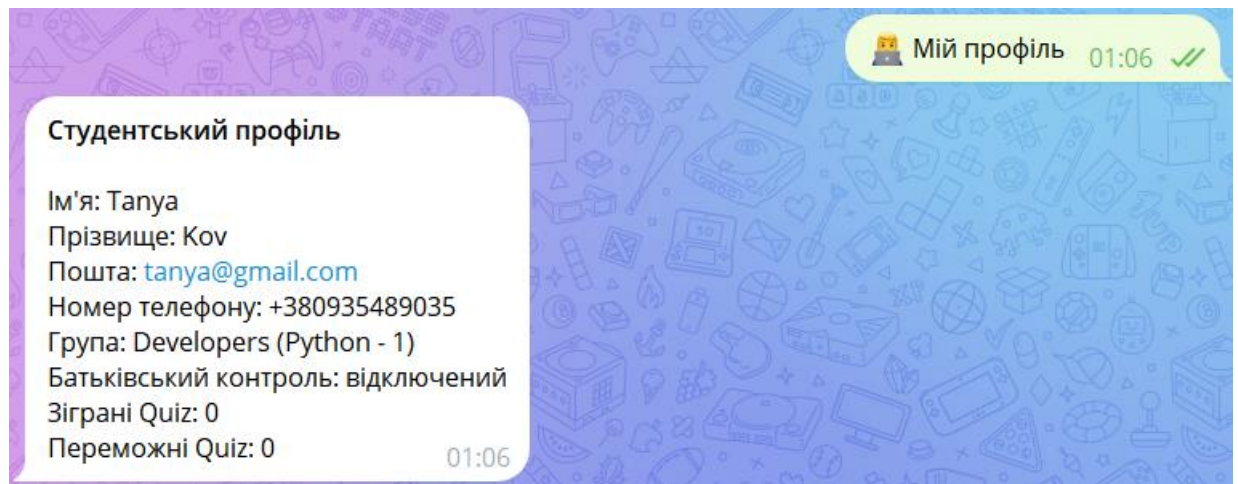 Мій профіль 01:06
Студентський профіль
Ім'я: Tanya
Прізвище: Kov
Пошта: tanya@gmail.com
Номер телефону: +380935489035
Група: Developers (Python - 1)
Батьківський контроль: відключений
Зіграні Quiz: 0
Переможні Quiz: 0
01:06